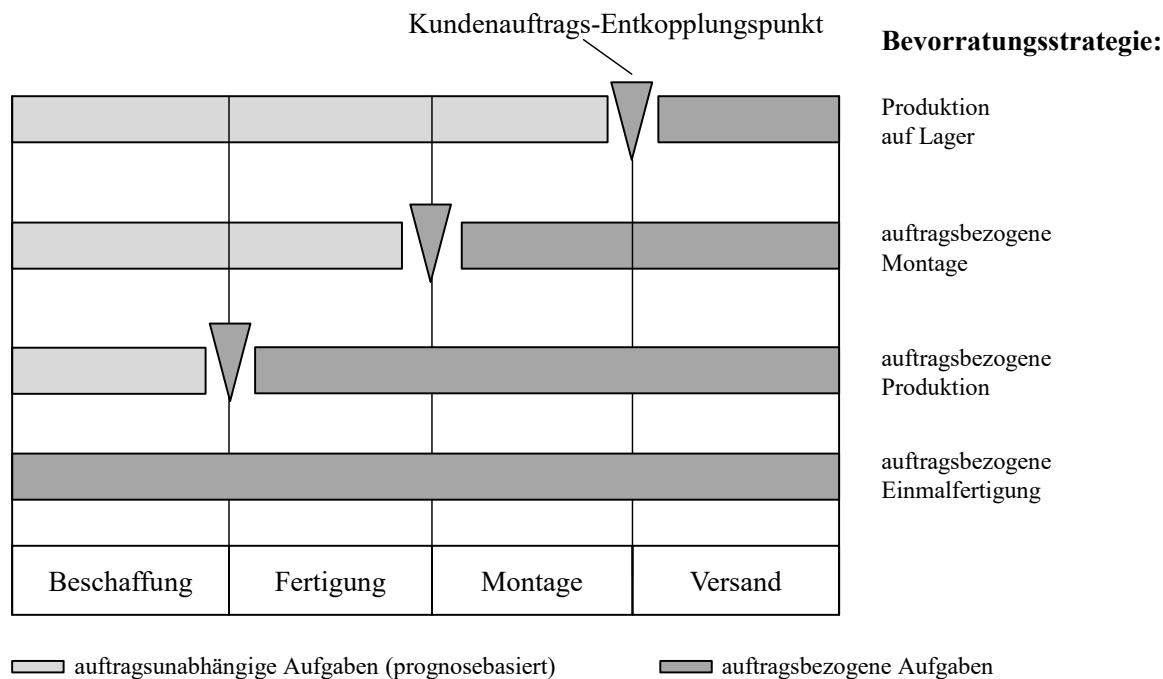 Kundenauftrags-Entkopplungspunkt
Bevorratungsstrategie:
Produktion
auf Lager
auftragsbezogene
Montage
auftragsbezogene
Produktion
auftragsbezogene
Einmalfertigung
Beschaffung
Fertigung
Montage
Versand
auftragsunabhängige Aufgaben (prognosebasiert)
auftragsbezogene Aufgaben